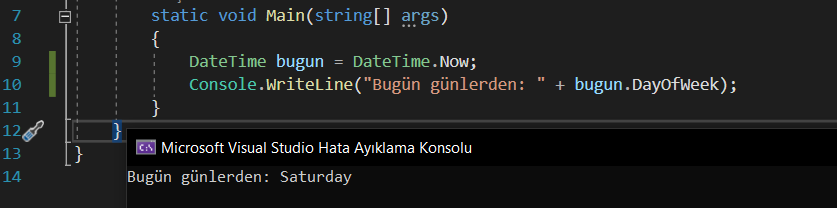 7 static void Main(string[] args)
8 {
9 DateTime bugun = DateTime.Now;
10 Console.WriteLine("Bugün günlerden: " + bugun.DayOfWeek);
11 }
12 }
Microsoft Visual Studio Hata Ayıklama Konsolu
13 }
14
Bugün günlerden: Saturday